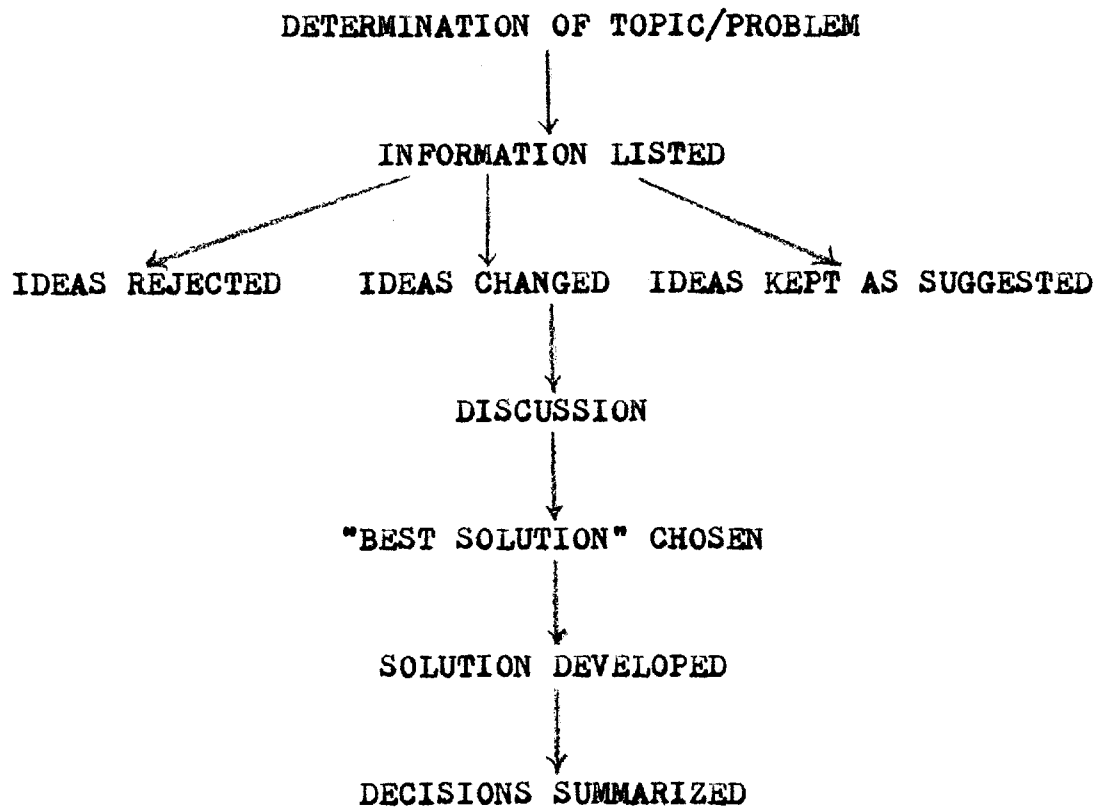 DETERMINATION OF TOPIC/PROBLEM
INFORMATION LISTED
IDEAS REJECTED IDEAS CHANGED IDEAS KEPT AS SUGGESTED
DISCUSSION
"BEST SOLUTION" CHOSEN
SOLUTION DEVELOPED
DECISIONS SUMMARIZED